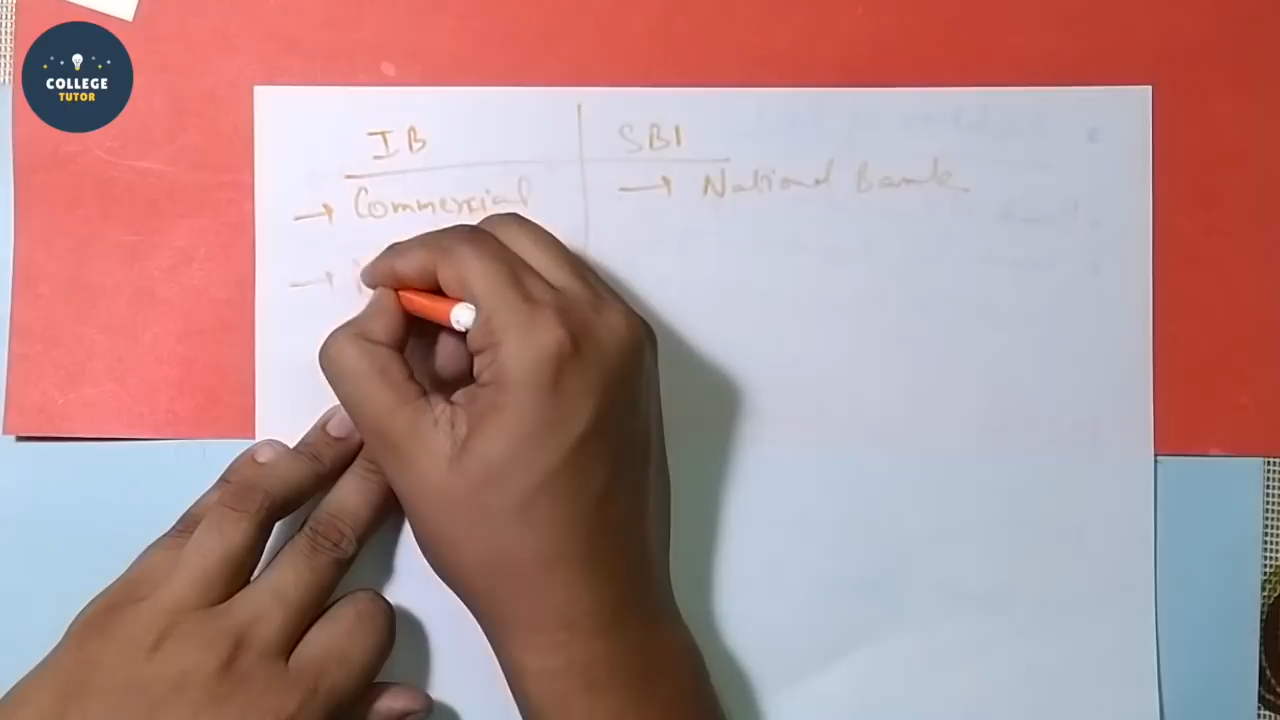 COLLEGE
TUTOR
IB
SBI
→ Commercial
→ National Bank
→